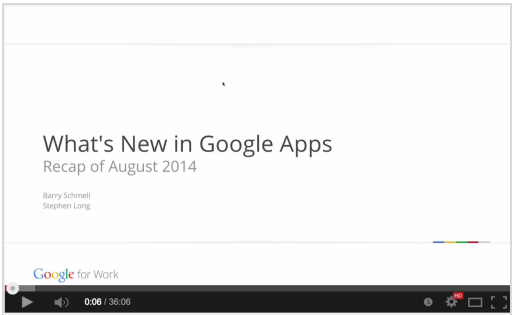 What's New in Google Apps
Recap of August 2014
Barry Schmell
Stephen Long
Google for Work
0:06 / 36:06
HD